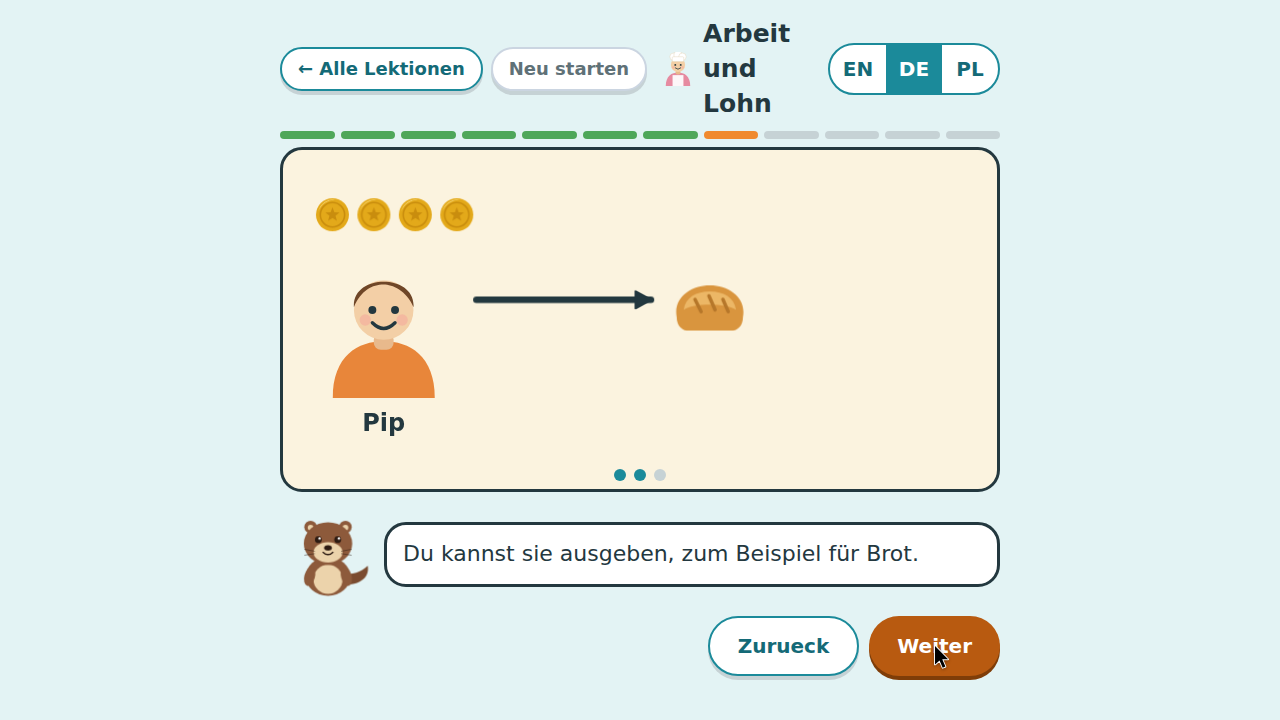 ← Alle Lektionen
Neu starten
Arbeit
und
Lohn
EN
DE
PL
Pip
Du kannst sie ausgeben, zum Beispiel für Brot.
Zurueck
Weiter